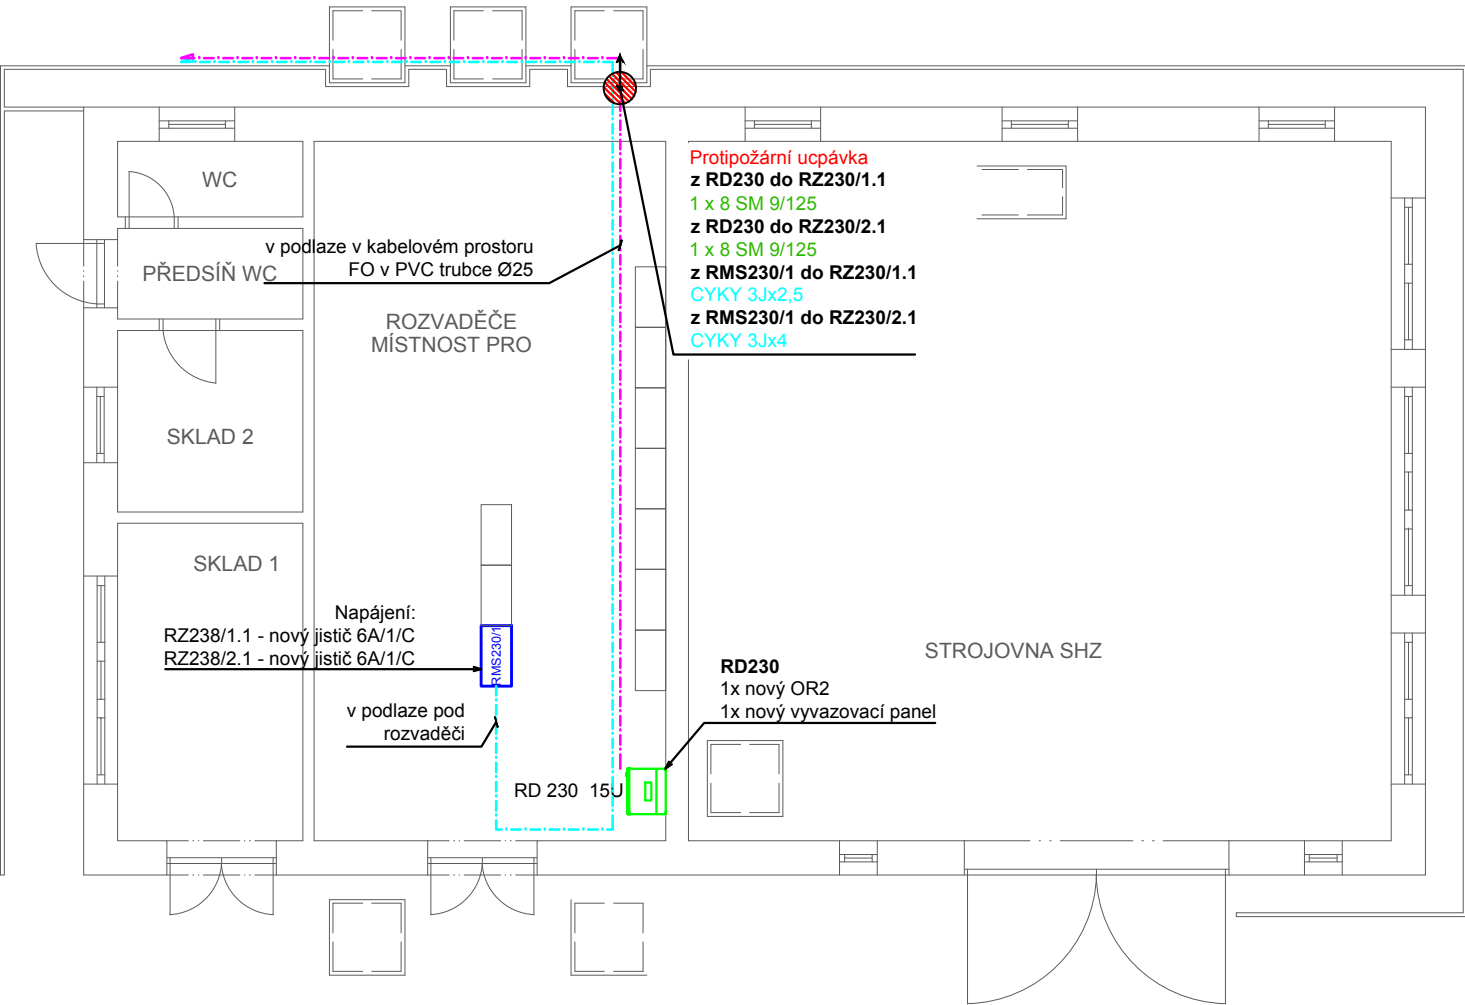 WC
PŘEDSÍŇ WC
v podlaze v kabelovém prostoru
FO v PVC trubce Ø25
ROZVADĚČE
MÍSTNOST PRO
Protipožární ucpávka
z RD230 do RZ230/1.1
1 x 8 SM 9/125
z RD230 do RZ230/2.1
1 x 8 SM 9/125
z RMS230/1 do RZ230/1.1
CYKY 3Jx2,5
z RMS230/1 do RZ230/2.1
CYKY 3Jx4
SKLAD 2
SKLAD 1
Napájení:
RZ238/1.1 - nový jistič 6A/1/C
RZ238/2.1 - nový jistič 6A/1/C
RMS230/1
v podlaze pod
rozvaděči
RD 230 15U
RD230
1x nový OR2
1x nový vyvazovací panel
STROJOVNA SHZ